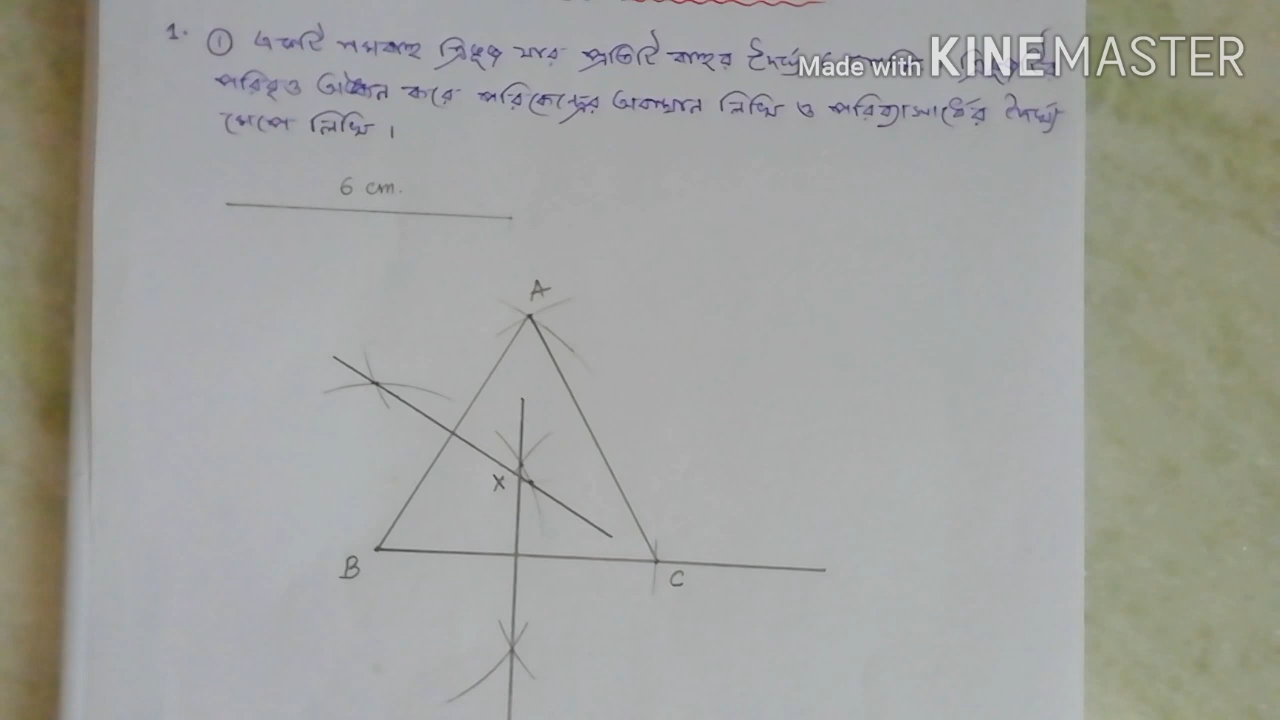 1. ① একটি সমবাহু ত্রিভুজ যার প্রতিটি বাহুর দৈর্ঘ্য
Made with KINEMASTER
পরিবৃত্ত অঙ্কন করে পরিকেন্দ্রের অবস্থান লিখি ও পরিব্যাসার্ধের দৈর্ঘ্য
মেপে লিখি।
6 cm.
A
X
B
C